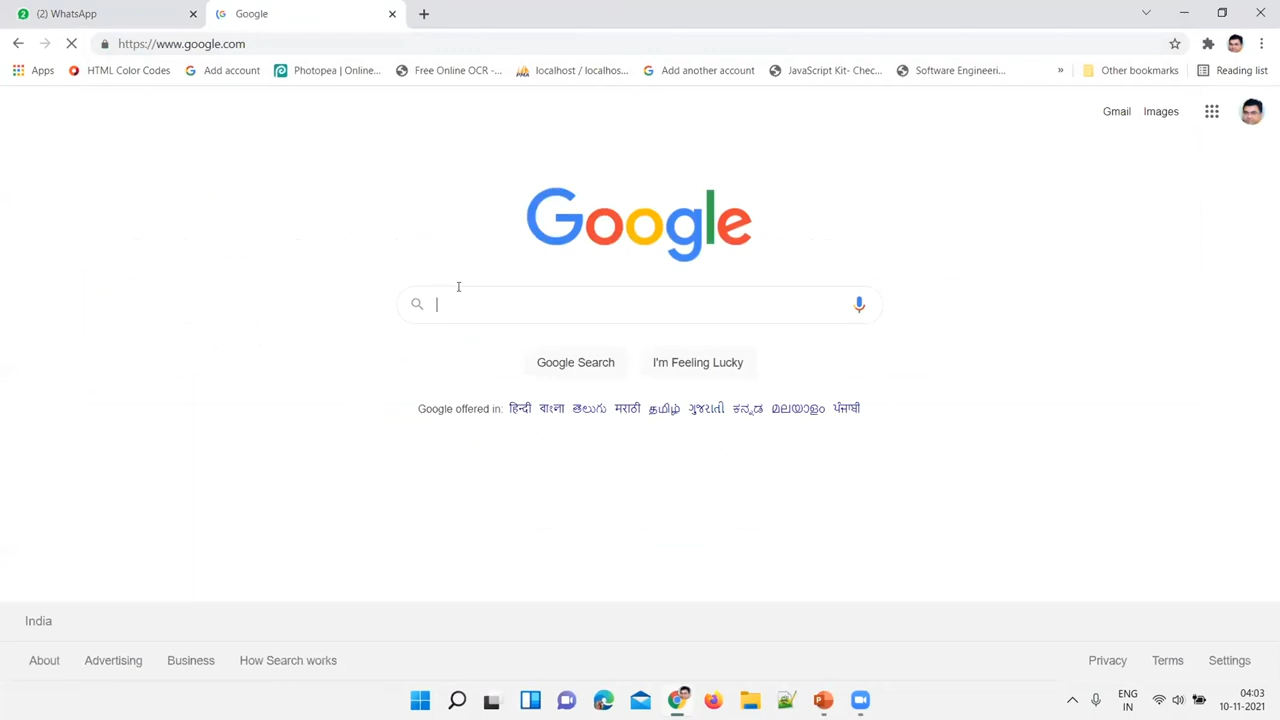 2 (2) WhatsApp Google
https://www.google.com
Apps HTML Color Codes Add account Photopea | Online... Free Online OCR -... localhost / localhos... Add another account JavaScript Kit- Chec... Software Engineeri... » Other bookmarks Reading list
Gmail Images
Google
Google Search I'm Feeling Lucky
Google offered in: हिन्दी বাংলা తెలుగు मराठी தமிழ் ગુજરાતી ಕನ್ನಡ മലയാളം ਪੰਜਾਬੀ
India
About Advertising Business How Search works Privacy Terms Settings
ENG 04:03
IN 10-11-2021